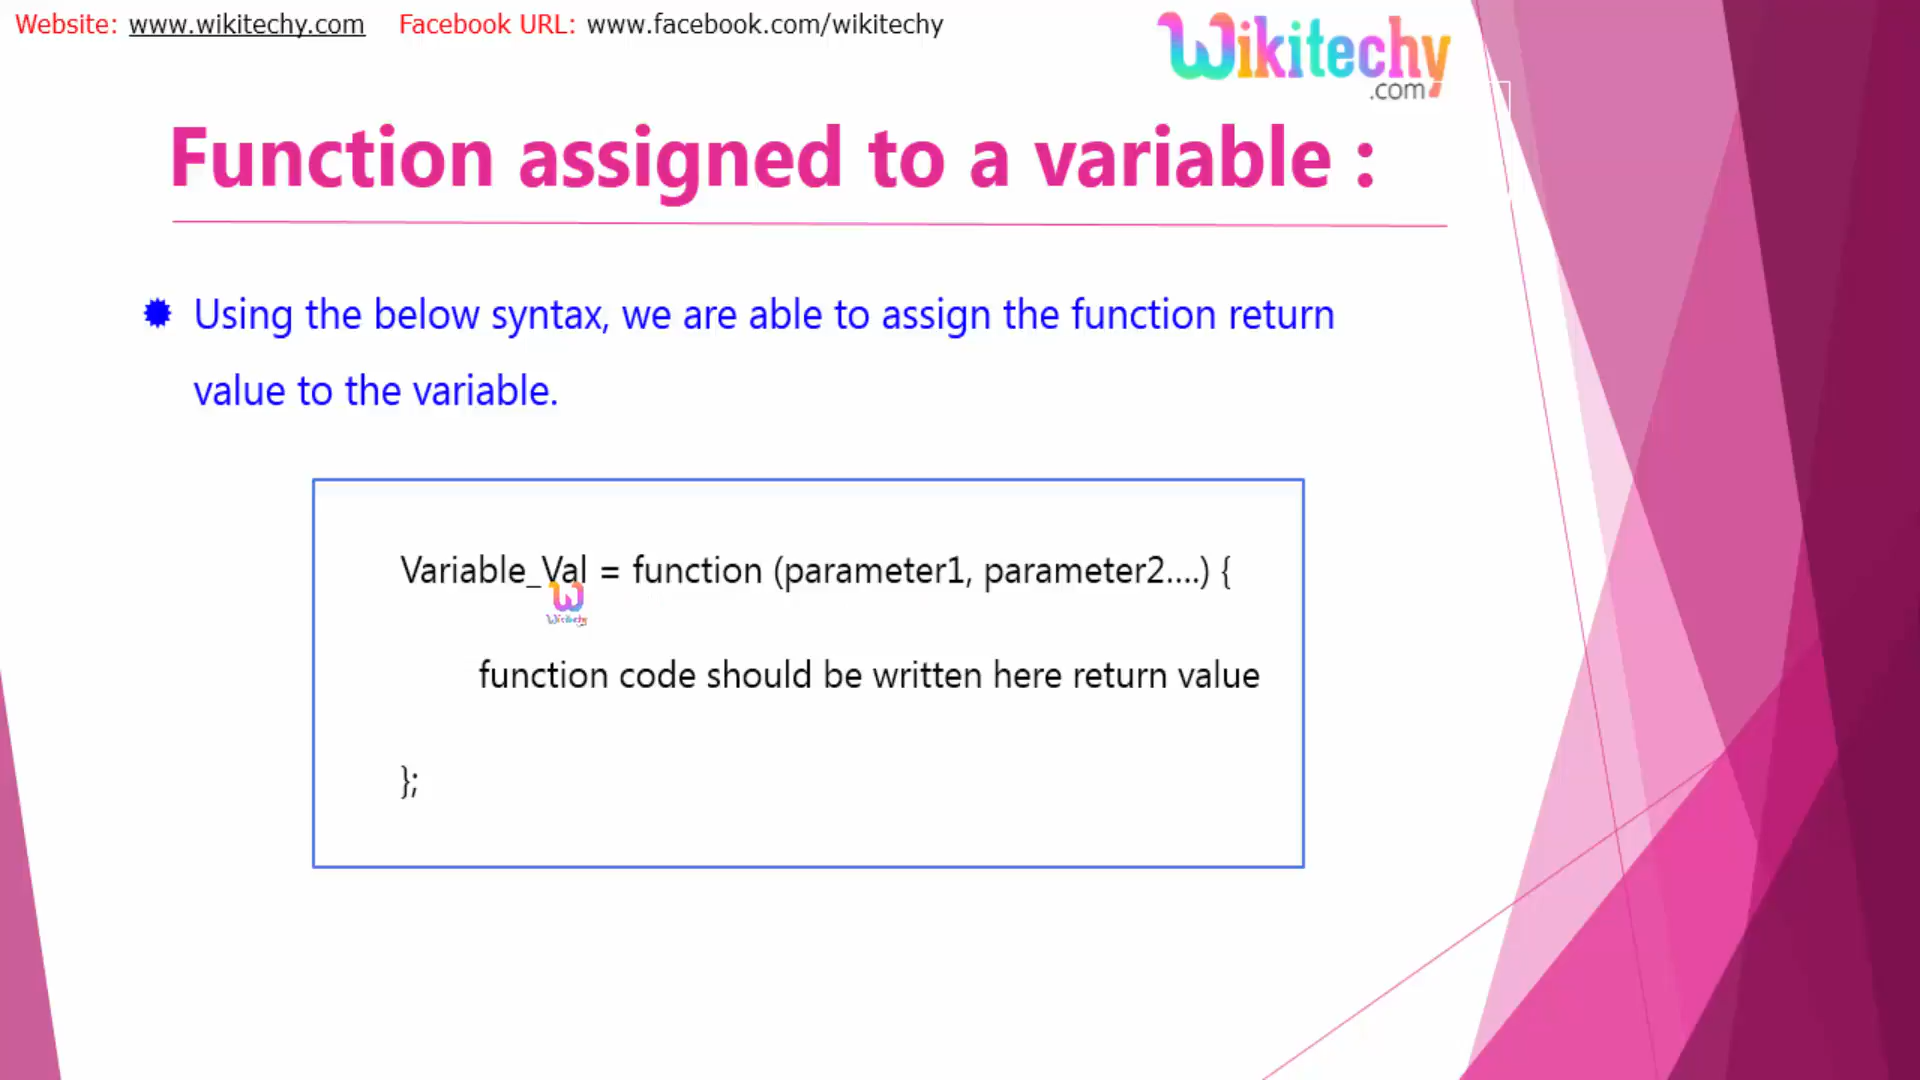 Website: www.wikitechy.com Facebook URL: www.facebook.com/wikitechy
Wikitechy
.com
Function assigned to a variable :
Using the below syntax, we are able to assign the function return
value to the variable.
Variable_Val = function (parameter1, parameter2....) {
Wikitechy
function code should be written here return value
};